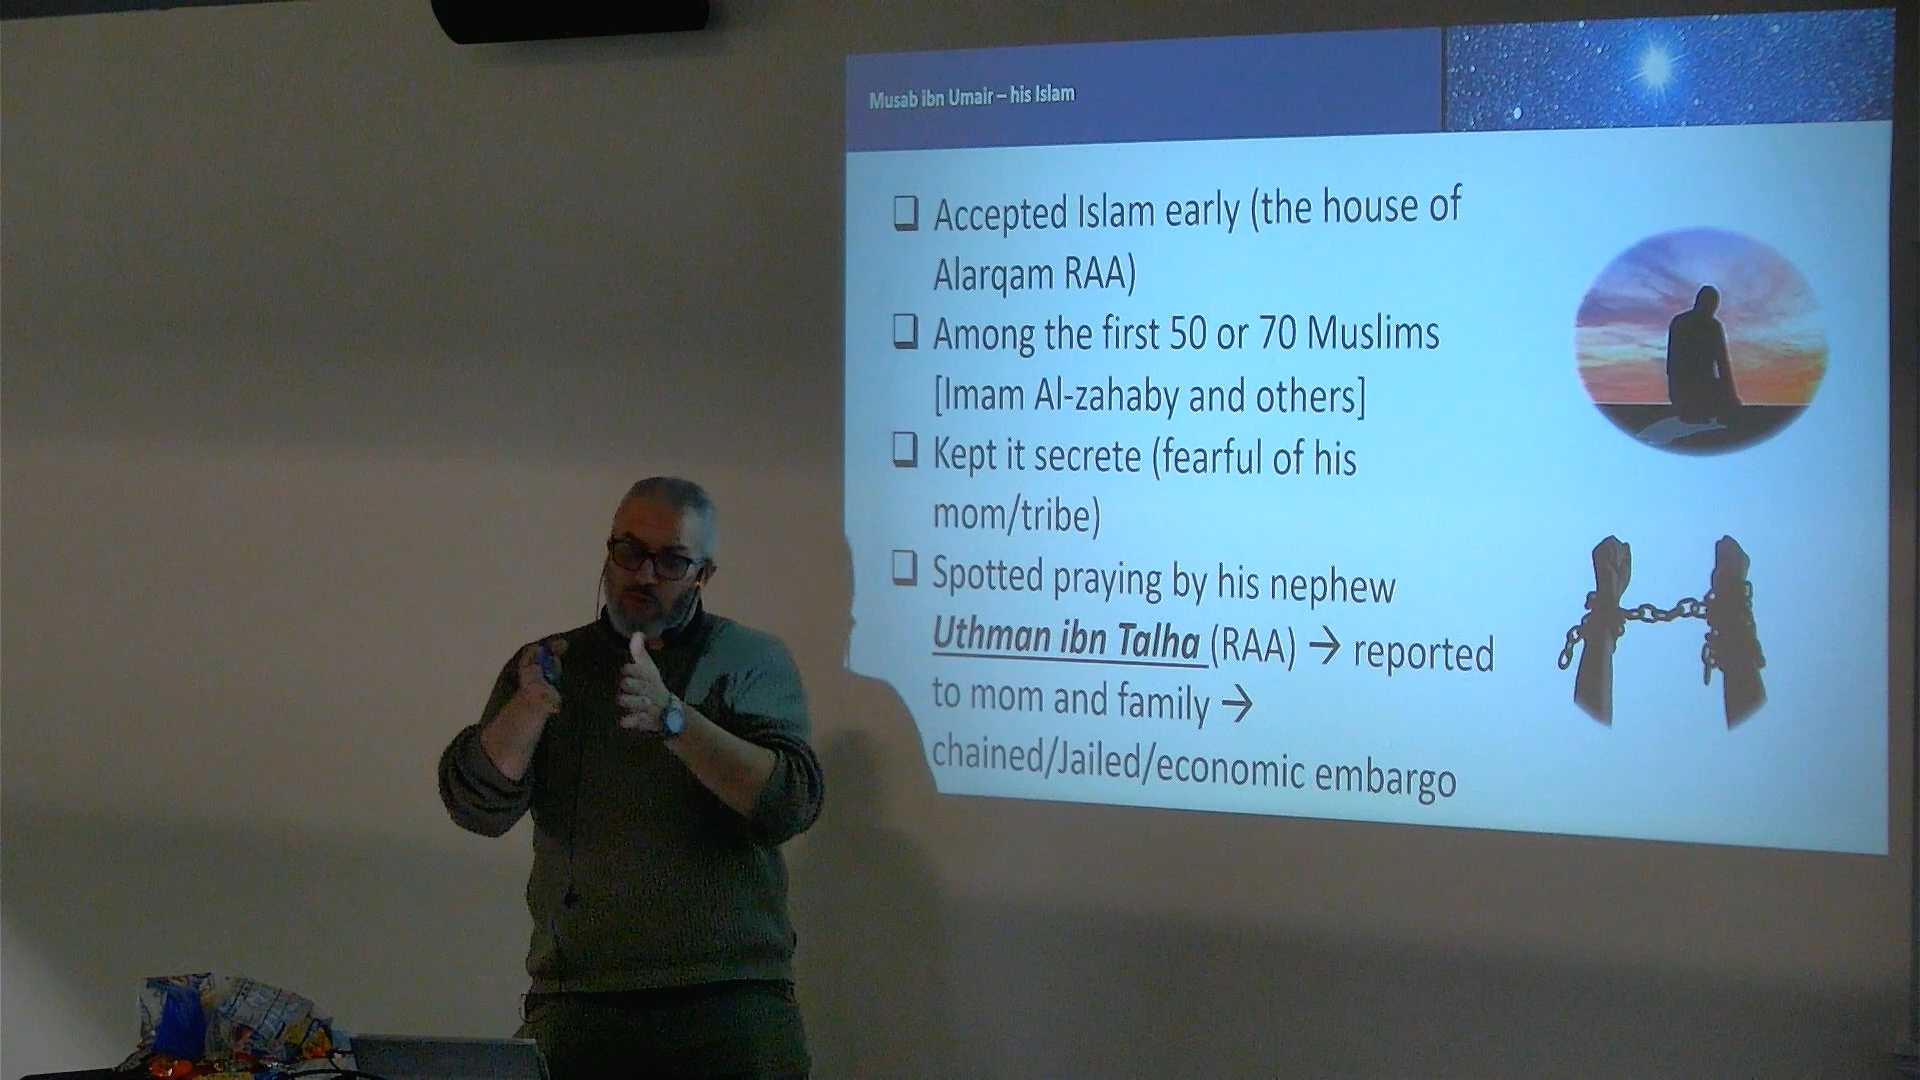 Musab ibn Umair – his Islam
❑ Accepted Islam early (the house of
Alarqam RAA)
❑ Among the first 50 or 70 Muslims
[Imam Al-zahaby and others]
❑ Kept it secrete (fearful of his
mom/tribe)
❑ Spotted praying by his nephew
Uthman ibn Talha (RAA) → reported
to mom and family →
chained/Jailed/economic embargo